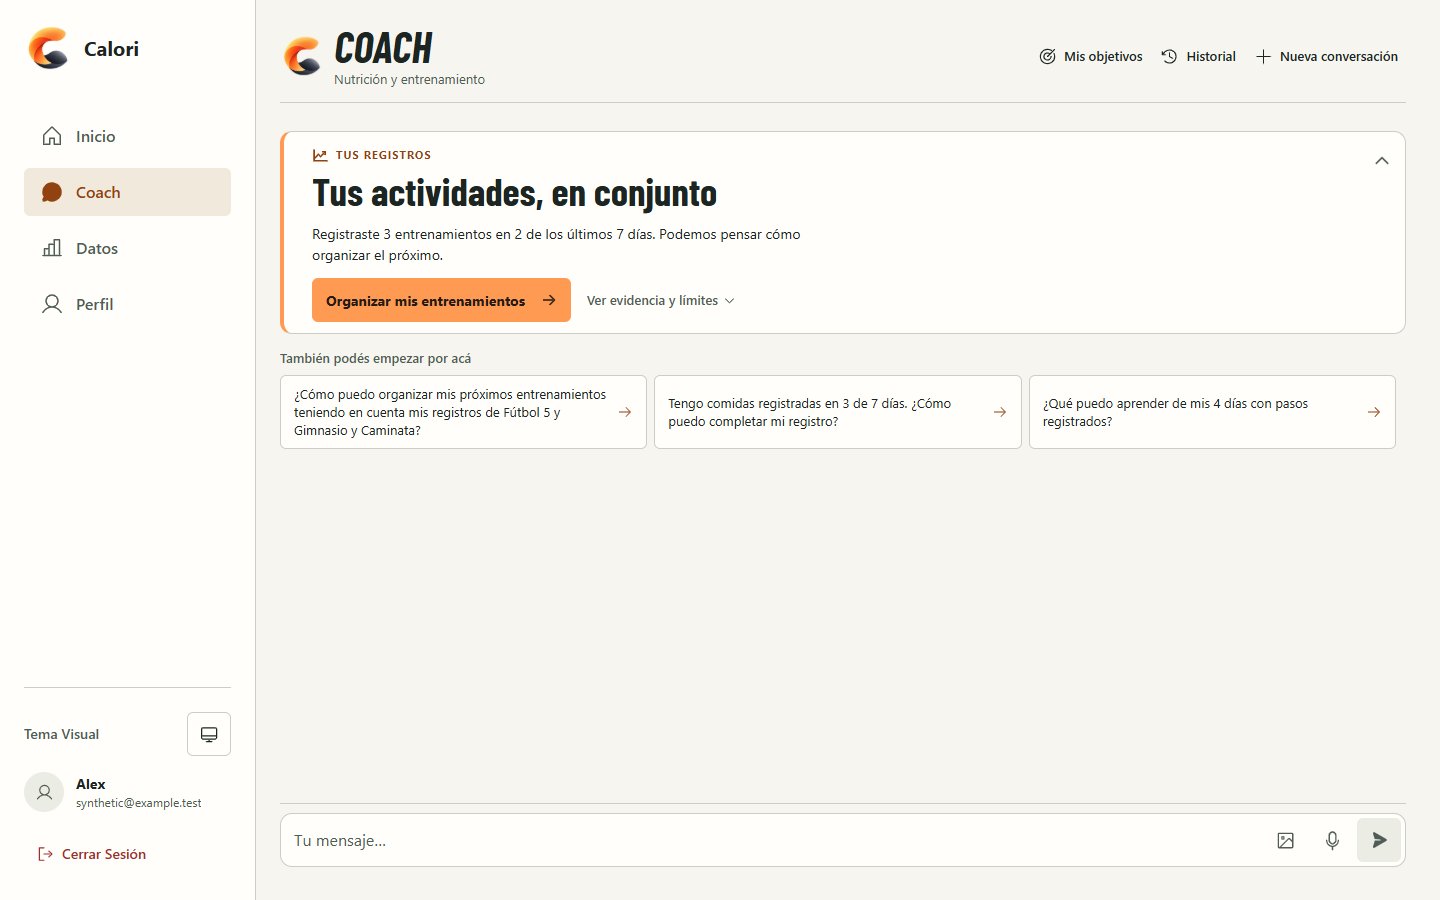 Calori
Inicio
Coach
Datos
Perfil
Tema Visual
Alex
synthetic@example.test
Cerrar Sesión
COACH
Nutrición y entrenamiento
Mis objetivos
Historial
Nueva conversación
TUS REGISTROS
Tus actividades, en conjunto
Registraste 3 entrenamientos en 2 de los últimos 7 días. Podemos pensar cómo
organizar el próximo.
Organizar mis entrenamientos
Ver evidencia y límites
También podés empezar por acá
¿Cómo puedo organizar mis próximos entrenamientos
teniendo en cuenta mis registros de Fútbol 5 y
Gimnasio y Caminata?
Tengo comidas registradas en 3 de 7 días. ¿Cómo
puedo completar mi registro?
¿Qué puedo aprender de mis 4 días con pasos
registrados?
Tu mensaje...